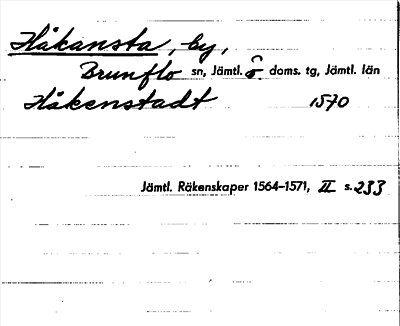 Håkansta, by,
Brunflo sn, Jämtl. ö. doms. tg, Jämtl. län
Håkenstadt 1570
Jämtl. Räkenskaper 1564-1571, II s. 233